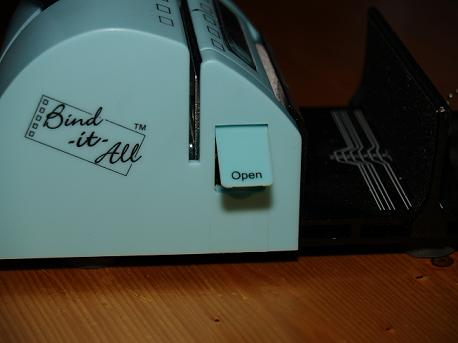 Bind
-it-
All
TM
Open